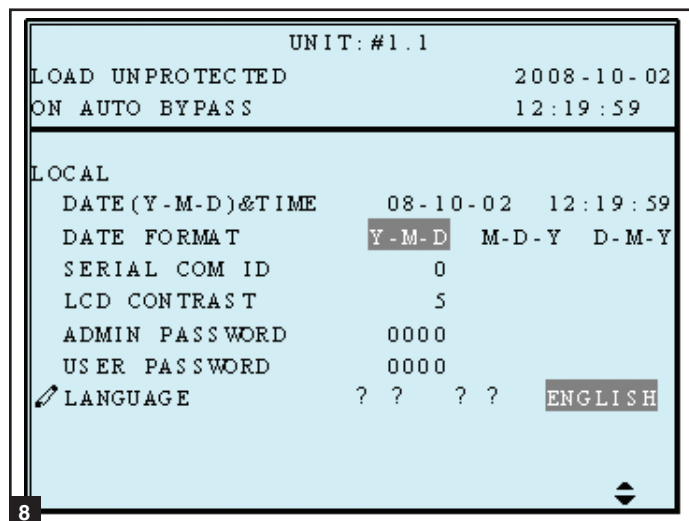 UNIT:#1.1
LOAD UNPROTECTED 2008-10-02
ON AUTO BYPASS 12:19:59
LOCAL
DATE(Y-M-D)&TIME 08-10-02 12:19:59
DATE FORMAT Y-M-D M-D-Y D-M-Y
SERIAL COM ID 0
LCD CONTRAST 5
ADMIN PASSWORD 0000
USER PASSWORD 0000
LANGUAGE ? ? ? ? ENGLISH
8